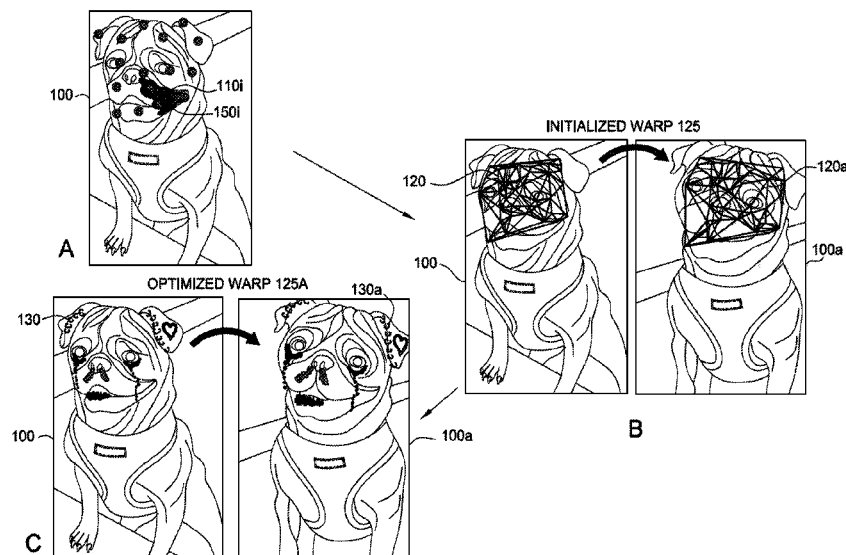 110i
100
150i
A
INITIALIZED WARP 125
120
120a
100
100a
B
OPTIMIZED WARP 125A
130
130a
100
100a
C